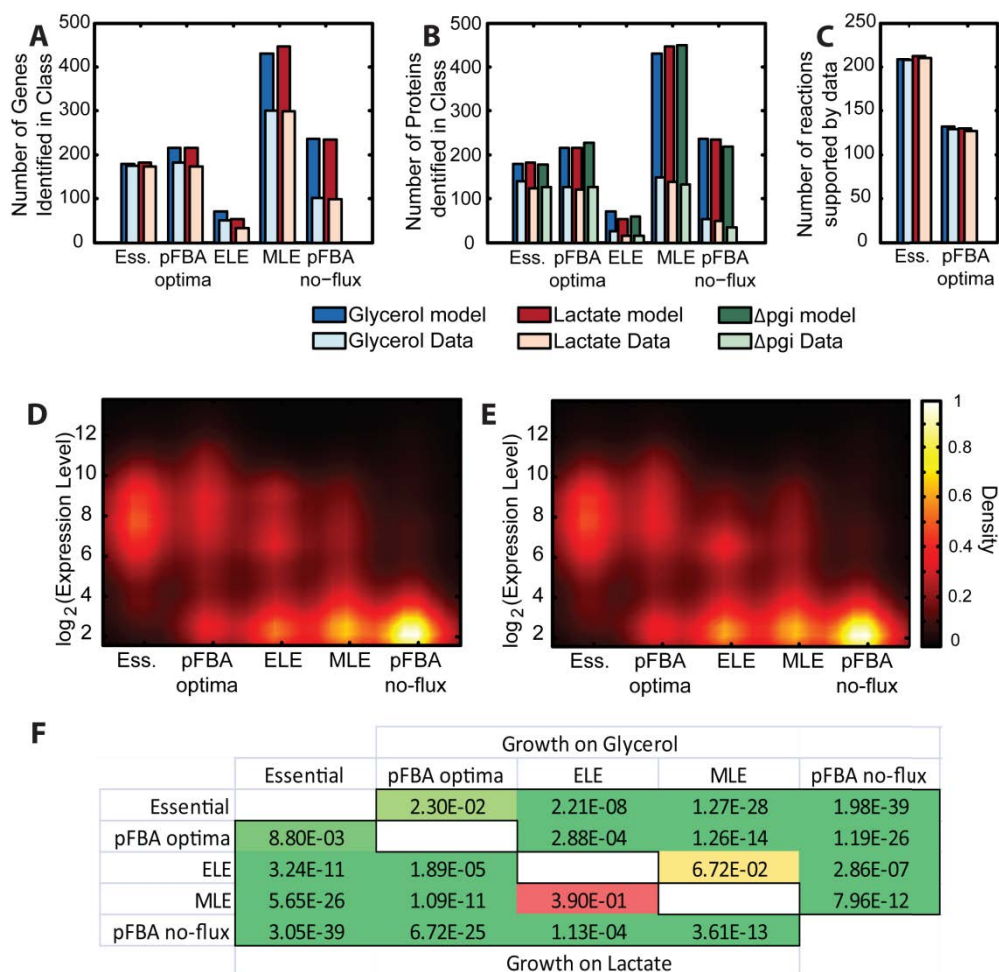 A
Number of Genes
Identified in Class
500
400
300
200
100
0
Ess.
pFBA
optima
ELE
MLE
pFBA
no-flux
B
Number of Proteins
dentified in Class
500
400
300
200
100
0
Ess.
pFBA
optima
ELE
MLE
pFBA
no-flux
C
Number of reactions
supported by data
250
200
150
100
50
0
Ess.
pFBA
optima
Glycerol model
Lactate model
Δpgi model
Glycerol Data
Lactate Data
Δpgi Data
D
log2(Expression Level)
12
10
8
6
4
2
Ess.
pFBA
optima
ELE
MLE
pFBA
no-flux
E
log2(Expression Level)
12
10
8
6
4
2
Ess.
pFBA
optima
ELE
MLE
pFBA
no-flux
1
0.8
0.6
0.4
0.2
0
Density
F
Growth on Glycerol
Essential pFBA optima ELE MLE pFBA no-flux
Essential 2.30E-02 2.21E-08 1.27E-28 1.98E-39
pFBA optima 8.80E-03 2.88E-04 1.26E-14 1.19E-26
ELE 3.24E-11 1.89E-05 6.72E-02 2.86E-07
MLE 5.65E-26 1.09E-11 3.90E-01 7.96E-12
pFBA no-flux 3.05E-39 6.72E-25 1.13E-04 3.61E-13
Growth on Lactate